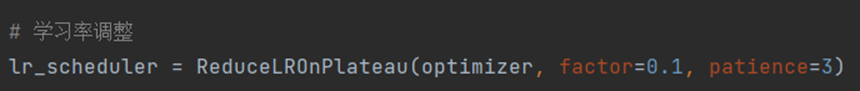 # 学习率调整
lr_scheduler = ReduceLROnPlateau(optimizer, factor=0.1, patience=3)